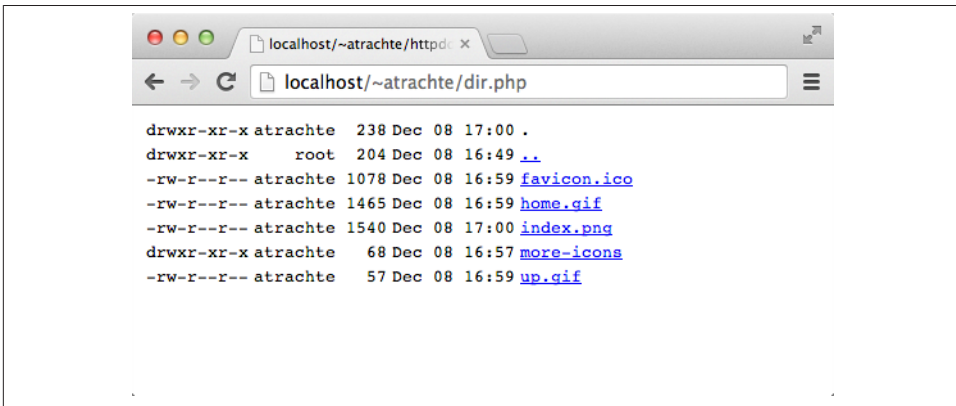 localhost/~atrachte/httpdc ×
localhost/~atrachte/dir.php
drwxr-xr-x atrachte 238 Dec 08 17:00 .
drwxr-xr-x root 204 Dec 08 16:49 ..
-rw-r--r-- atrachte 1078 Dec 08 16:59 favicon.ico
-rw-r--r-- atrachte 1465 Dec 08 16:59 home.gif
-rw-r--r-- atrachte 1540 Dec 08 17:00 index.png
drwxr-xr-x atrachte 68 Dec 08 16:57 more-icons
-rw-r--r-- atrachte 57 Dec 08 16:59 up.gif